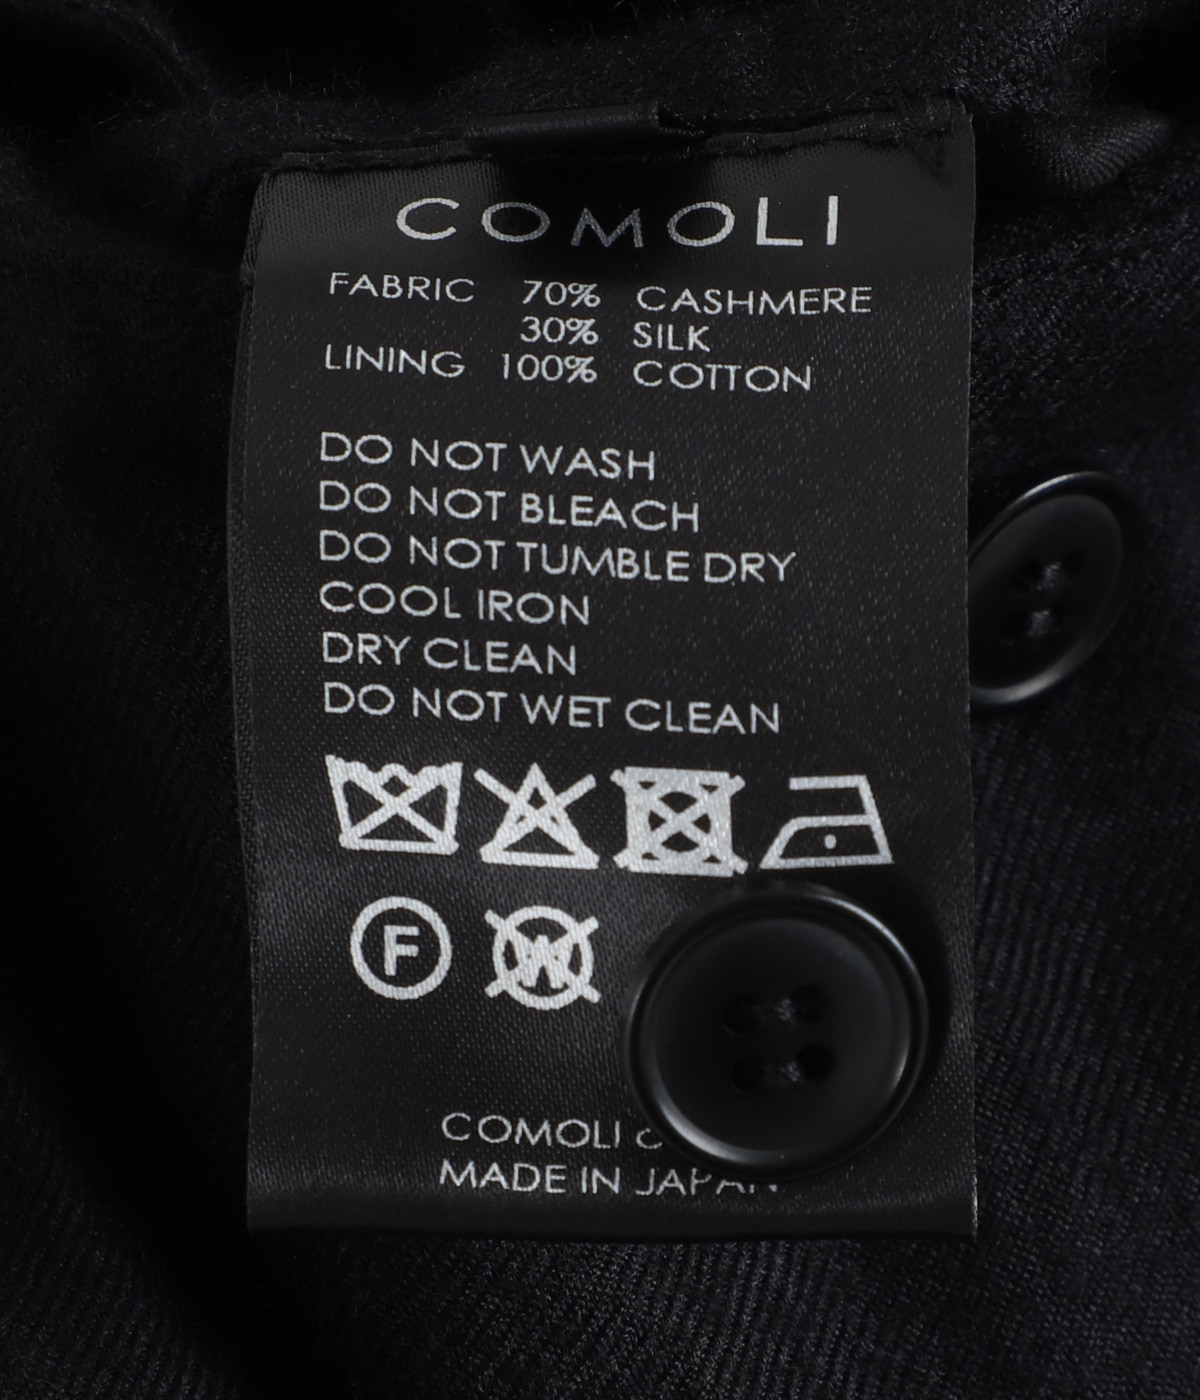 COMOLI
FABRIC 70% CASHMERE
30% SILK
LINING 100% COTTON
DO NOT WASH
DO NOT BLEACH
DO NOT TUMBLE DRY
COOL IRON
DRY CLEAN
DO NOT WET CLEAN
F W
COMOLI
MADE IN JAPAN